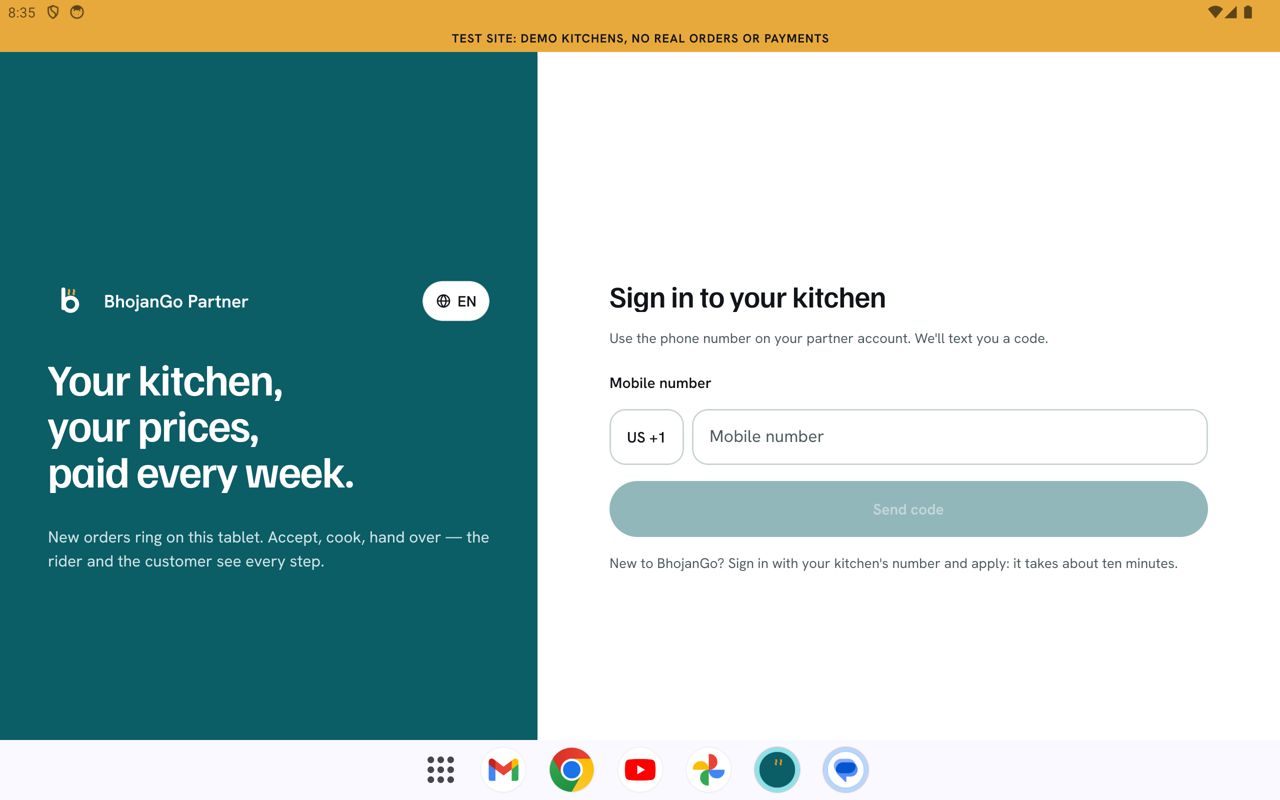 8:35
TEST SITE: DEMO KITCHENS, NO REAL ORDERS OR PAYMENTS
BhojanGo Partner
EN
Your kitchen,
your prices,
paid every week.
New orders ring on this tablet. Accept, cook, hand over — the
rider and the customer see every step.
Sign in to your kitchen
Use the phone number on your partner account. We'll text you a code.
Mobile number
US +1
Mobile number
Send code
New to BhojanGo? Sign in with your kitchen's number and apply: it takes about ten minutes.